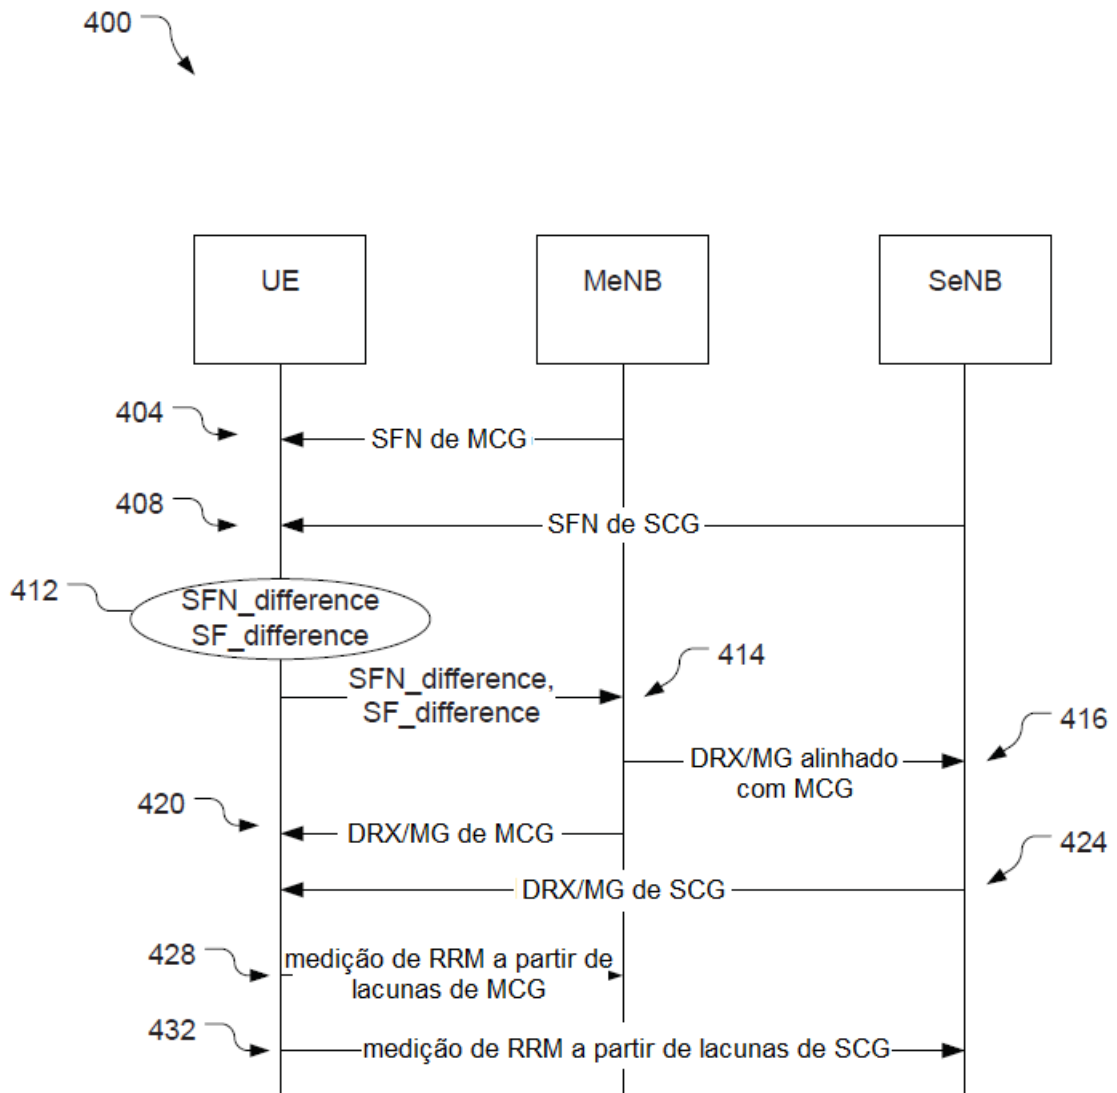 400
UE
MeNB
SeNB
404
SFN de MCG
408
SFN de SCG
412
SFN_difference
SF_difference
SFN_difference,
SF_difference
414
DRX/MG alinhado
com MCG
416
420
DRX/MG de MCG
424
DRX/MG de SCG
428
medição de RRM a partir de
lacunas de MCG
432
medição de RRM a partir de lacunas de SCG